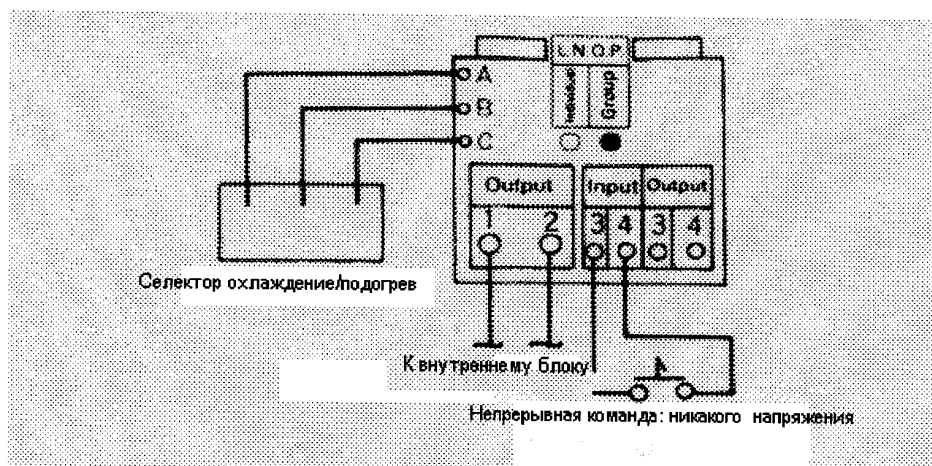 L N O P
Individual
Group
A
B
C
Output
Input Output
1 2 3 4 3 4
Селектор охлаждение/подогрев
К внутреннему блоку
Непрерывная команда: никакого напряжения